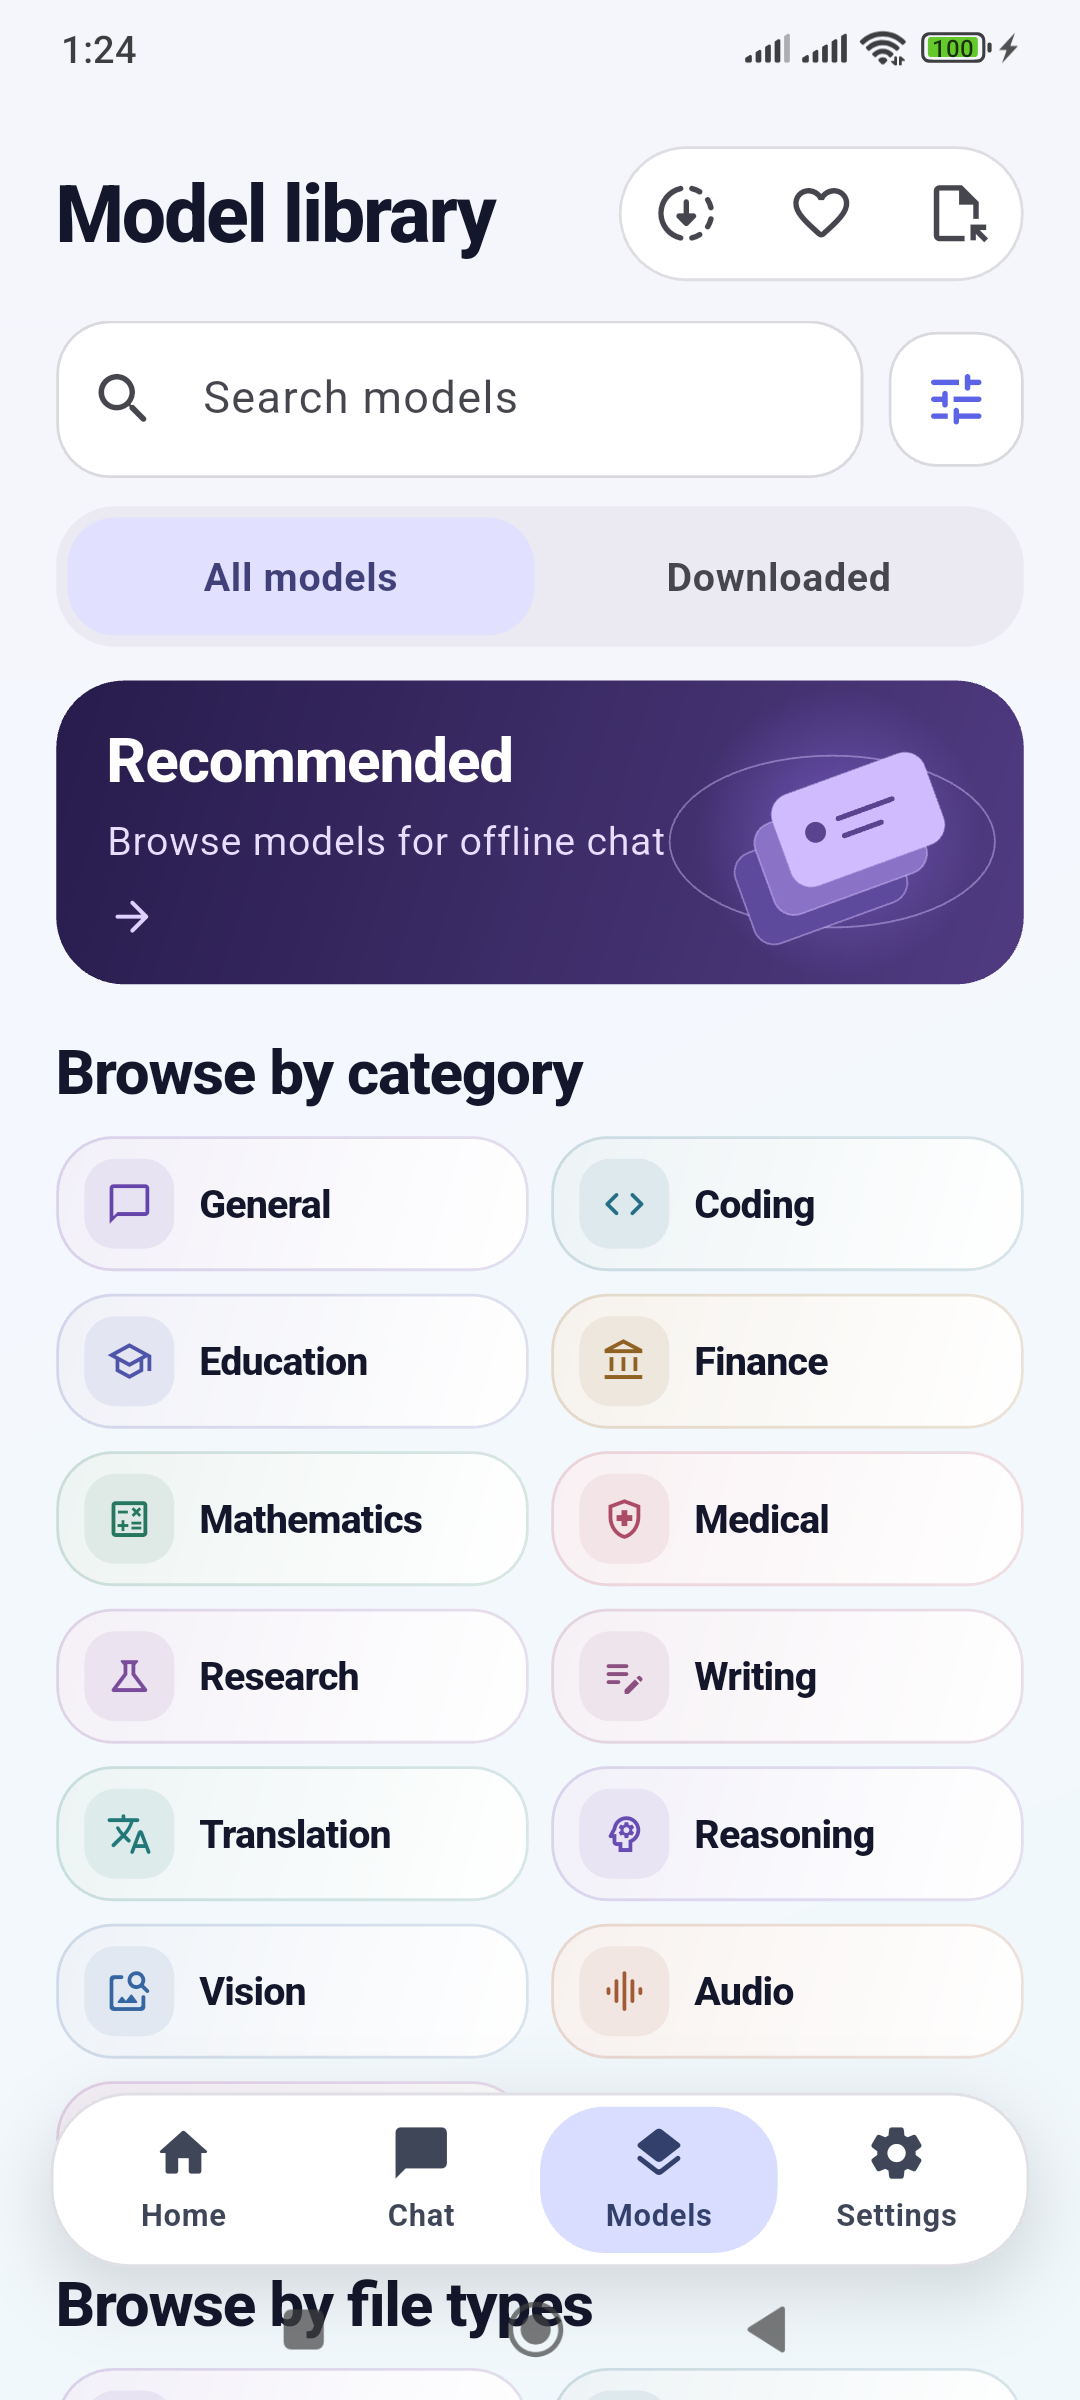 1:24
100
Model library
Search models
All models
Downloaded
Recommended
Browse models for offline chat
Browse by category
General
Coding
Education
Finance
Mathematics
Medical
Research
Writing
Translation
Reasoning
Vision
Audio
Home
Chat
Models
Settings
Browse by file types